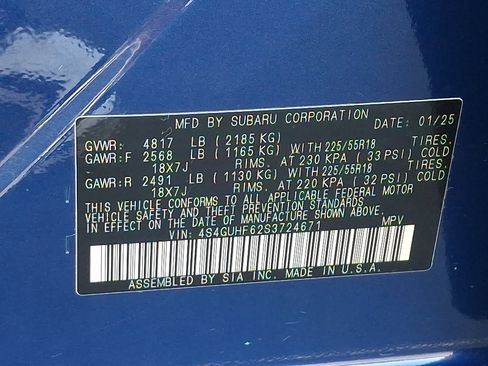 MFD BY SUBARU CORPORATION DATE: 01/25
GVWR: 4817 LB (2185 KG)
GAWR:F 2568 LB (1165 KG) WITH 225/55R18 TIRES.
18X7J RIMS. AT 230 KPA (33 PSI) COLD
GAWR:R 2491 LB (1130 KG) WITH 225/55R18 TIRES.
18X7J RIMS. AT 220 KPA (32 PSI) COLD
THIS VEHICLE CONFORMS TO ALL APPLICABLE FEDERAL MOTOR
VEHICLE SAFETY AND THEFT PREVENTION STANDARDS
IN EFFECT ON THE DATE OF MANUFACTURE SHOWN ABOVE.
VIN: 4S4GUHF62S3724671 MPV
ASSEMBLED BY SIA INC. MADE IN U.S.A.